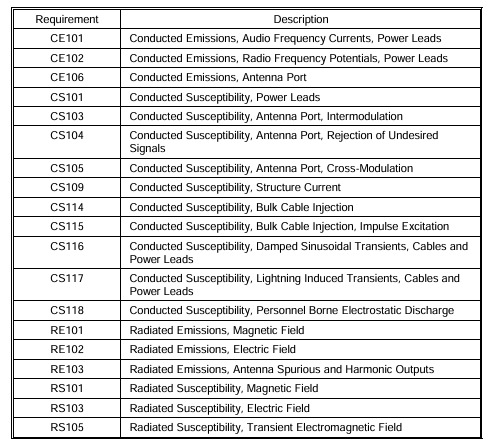 Requirement Description
CE101 Conducted Emissions, Audio Frequency Currents, Power Leads
CE102 Conducted Emissions, Radio Frequency Potentials, Power Leads
CE106 Conducted Emissions, Antenna Port
CS101 Conducted Susceptibility, Power Leads
CS103 Conducted Susceptibility, Antenna Port, Intermodulation
CS104 Conducted Susceptibility, Antenna Port, Rejection of Undesired
Signals
CS105 Conducted Susceptibility, Antenna Port, Cross-Modulation
CS109 Conducted Susceptibility, Structure Current
CS114 Conducted Susceptibility, Bulk Cable Injection
CS115 Conducted Susceptibility, Bulk Cable Injection, Impulse Excitation
CS116 Conducted Susceptibility, Damped Sinusoidal Transients, Cables and
Power Leads
CS117 Conducted Susceptibility, Lightning Induced Transients, Cables and
Power Leads
CS118 Conducted Susceptibility, Personnel Borne Electrostatic Discharge
RE101 Radiated Emissions, Magnetic Field
RE102 Radiated Emissions, Electric Field
RE103 Radiated Emissions, Antenna Spurious and Harmonic Outputs
RS101 Radiated Susceptibility, Magnetic Field
RS103 Radiated Susceptibility, Electric Field
RS105 Radiated Susceptibility, Transient Electromagnetic Field